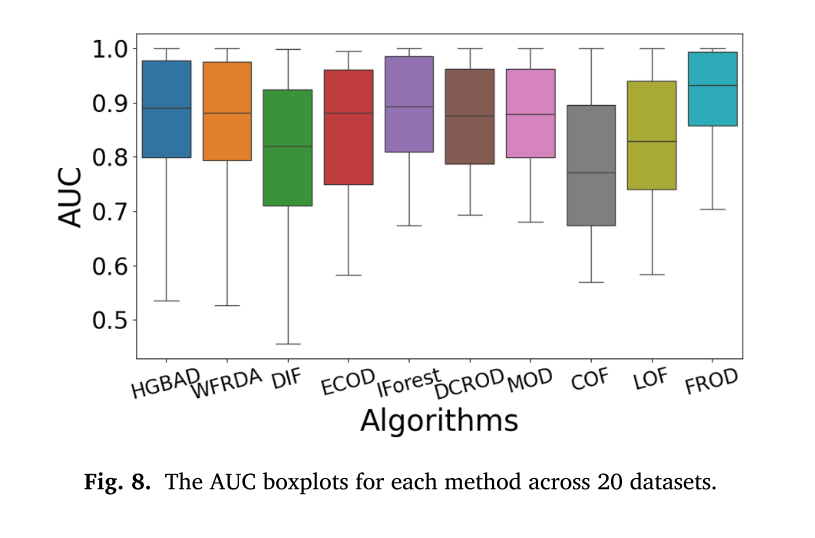 1.0
0.9
0.8
0.7
0.6
0.5
AUC
HGBAD WFRDA DIF ECOD IForest DCROD MOD COF LOF FROD
Algorithms
Fig. 8. The AUC boxplots for each method across 20 datasets.